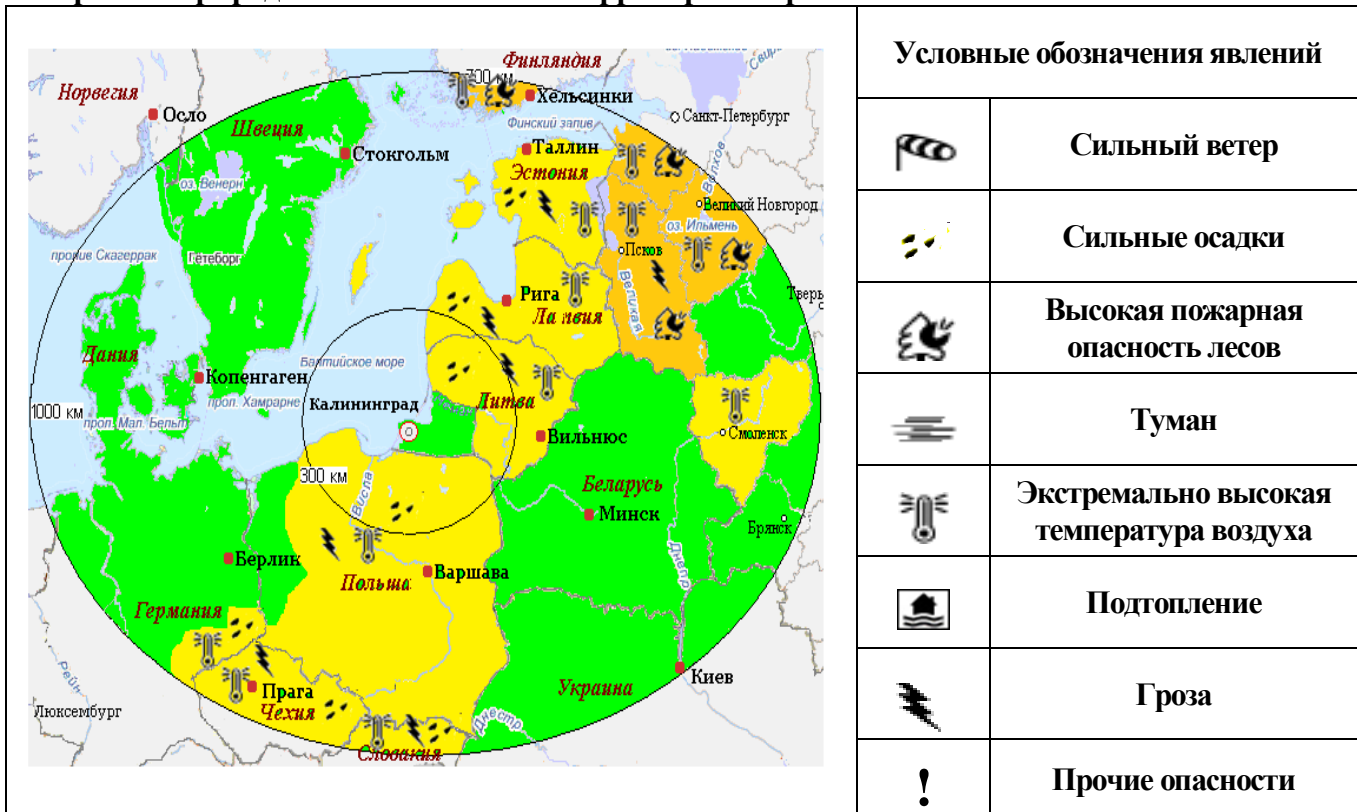 Финляндия
Норвегия
700 км
Хельсинки
Осло
Санкт-Петербург
Швеция
Финский залив
Стокгольм
Таллин
Эстония
Волхов
оз. Венерн
Великий Новгород
оз. Ильмень
Псков
пролив Скагеррак
Гётеборг
Великая
Рига
Латвия
Тверь
Дания
Балтийское море
Копенгаген
Калининград
Литва
1000 км
прол. Хамрарне
прол. Мал. Бельт
Вильнюс
Смоленск
300 км
Висла
Беларусь
Минск
Брянск
Днепр
Берлин
Варшава
Польша
Германия
Рейн
Киев
Прага
Украина
Люксембург
Чехия
Днестр
Словакия
Условные обозначения явлений
Сильный ветер
Сильные осадки
Высокая пожарная
опасность лесов
Туман
Экстремально высокая
температура воздуха
Подтопление
Гроза
!
Прочие опасности